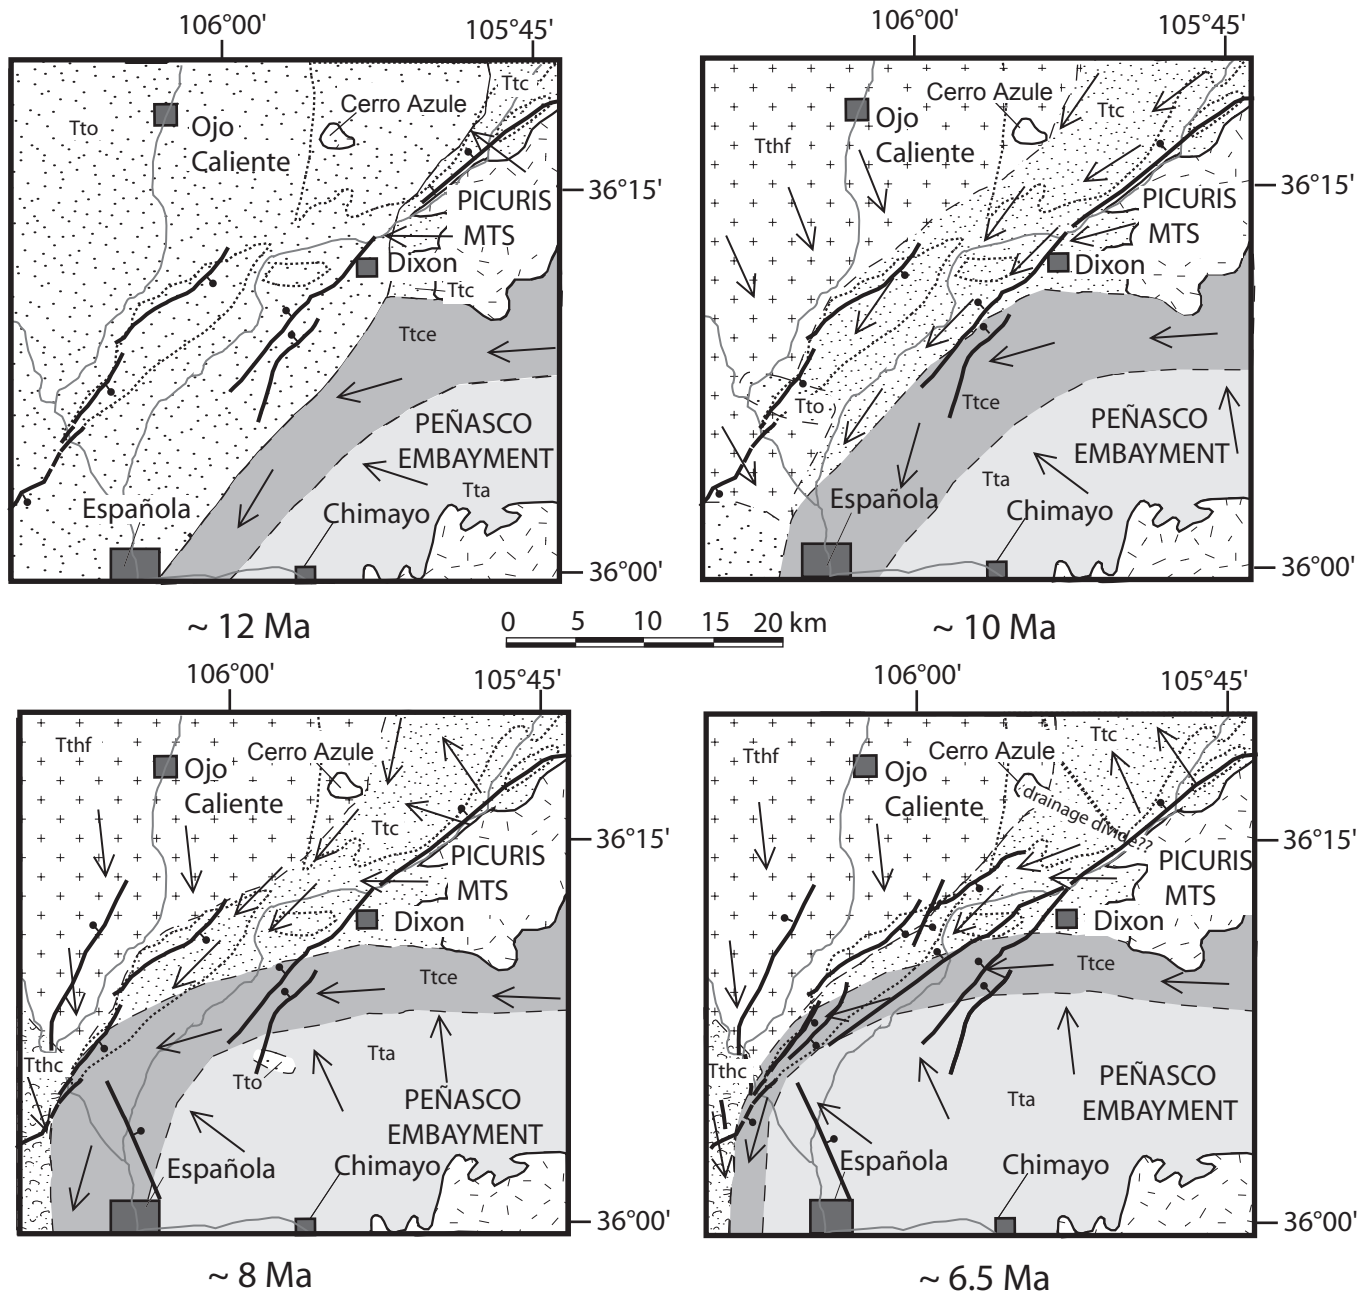 106°00'
105°45'
Ttc
Cerro Azule
Tto
Ojo
Caliente
36°15'
PICURIS
MTS
Dixon
Ttc
Ttce
PEÑASCO
EMBAYMENT
Tta
Española
Chimayo
36°00'
~ 12 Ma
106°00'
105°45'
Cerro Azule
Ttc
Ojo
Caliente
Tthf
36°15'
PICURIS
MTS
Dixon
Tto
Ttce
PEÑASCO
EMBAYMENT
Tta
Española
Chimayo
36°00'
~ 10 Ma
0 5 10 15 20 km
106°00'
105°45'
Tthf
Cerro Azule
Ojo
Caliente
Ttc
36°15'
PICURIS
MTS
Dixon
Ttce
Tthc
Tto
Tta
PEÑASCO
EMBAYMENT
Española
Chimayo
36°00'
~ 8 Ma
106°00'
105°45'
Ttc
Tthf
Cerro Azule
Ojo
Caliente
drainage divide??
36°15'
PICURIS
MTS
Dixon
Ttce
Tthc
Tta
PEÑASCO
EMBAYMENT
Española
Chimayo
36°00'
~ 6.5 Ma